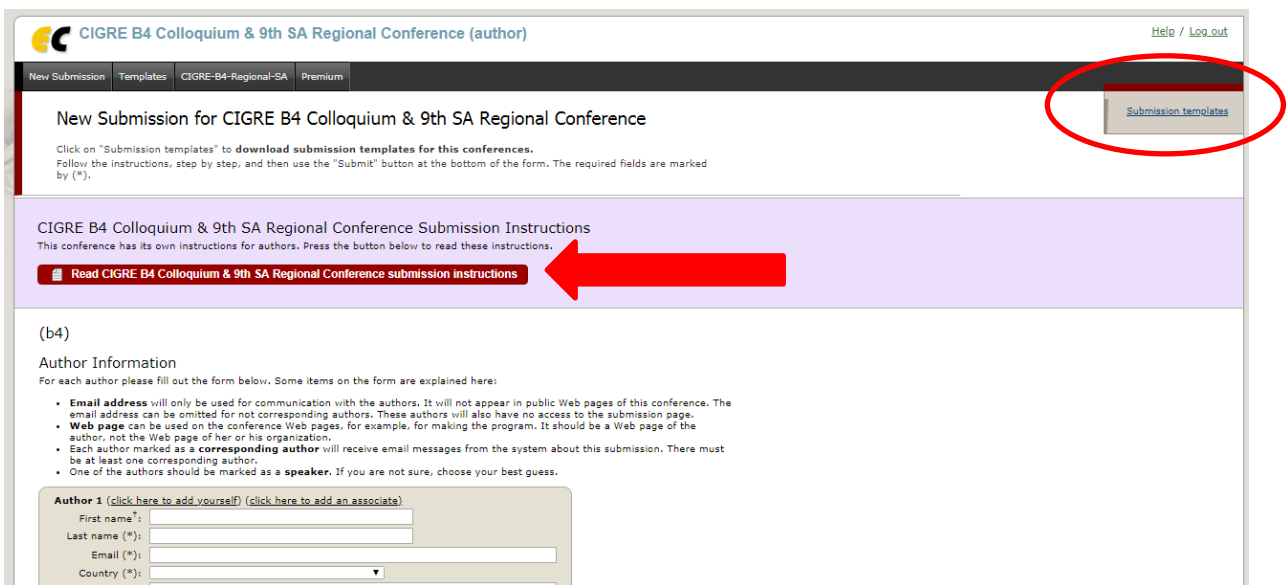 CIGRE B4 Colloquium & 9th SA Regional Conference (author)
Help / Log out
New Submission Templates CIGRE-B4-Regional-SA Premium
Submission templates
New Submission for CIGRE B4 Colloquium & 9th SA Regional Conference
Click on "Submission templates" to download submission templates for this conferences.
Follow the instructions, step by step, and then use the "Submit" button at the bottom of the form. The required fields are marked
by (*).
CIGRE B4 Colloquium & 9th SA Regional Conference Submission Instructions
This conference has its own instructions for authors. Press the button below to read these instructions.
Read CIGRE B4 Colloquium & 9th SA Regional Conference submission instructions
(b4)
Author Information
For each author please fill out the form below. Some items on the form are explained here:
• Email address will only be used for communication with the authors. It will not appear in public Web pages of this conference. The
email address can be omitted for not corresponding authors. These authors will also have no access to the submission page.
• Web page can be used on the conference Web pages, for example, for making the program. It should be a Web page of the
author, not the Web page of her or his organization.
• Each author marked as a corresponding author will receive email messages from the system about this submission. There must
be at least one corresponding author.
• One of the authors should be marked as a speaker. If you are not sure, choose your best guess.
Author 1 (click here to add yourself) (click here to add an associate)
First name†:
Last name (*):
Email (*):
Country (*):